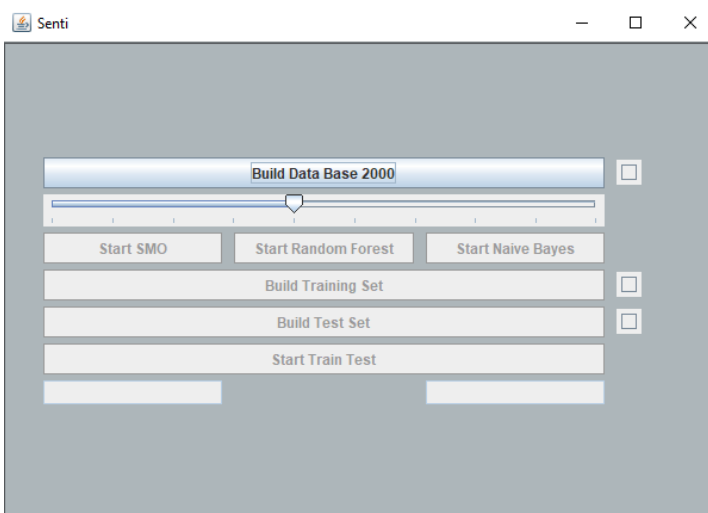 Senti
Build Data Base 2000
Start SMO Start Random Forest Start Naive Bayes
Build Training Set
Build Test Set
Start Train Test